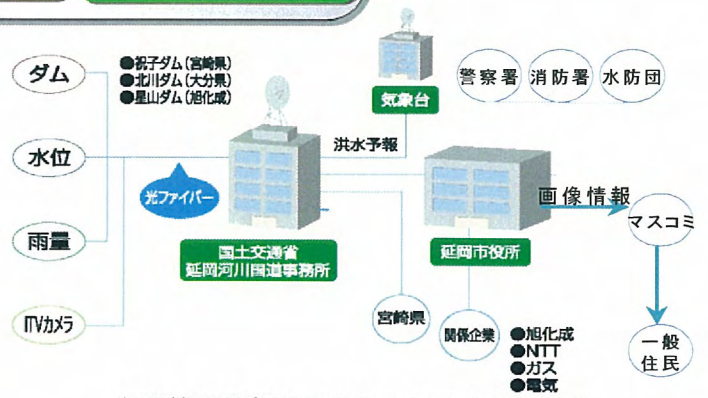 ダム
●祝子ダム(宮崎県)
●北川ダム(大分県)
●星山ダム(旭化成)
気象台
警察署
消防署
水防団
水位
光ファイバー
洪水予報
雨量
国土交通省
延岡河川国道事務所
延岡市役所
画像情報
マスコミ
ITVカメラ
宮崎県
関係企業
●旭化成
●NTT
●ガス
●電気
一般
住民